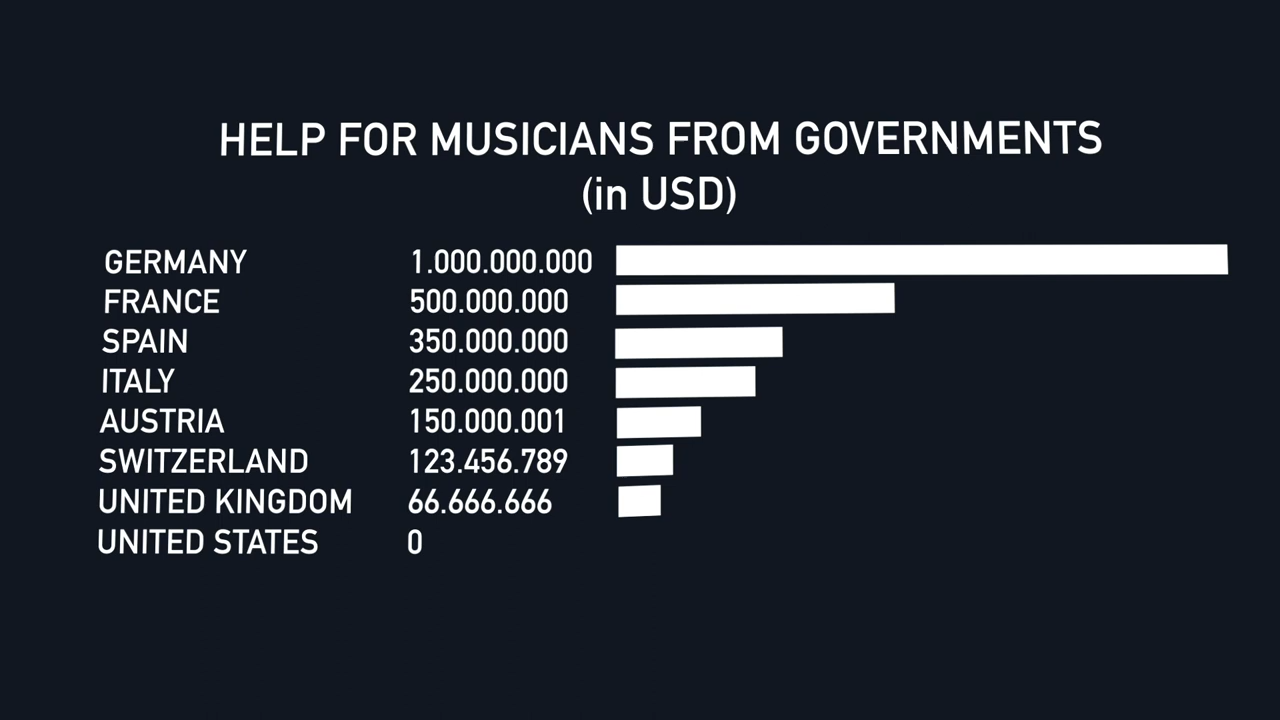 HELP FOR MUSICIANS FROM GOVERNMENTS
(in USD)
GERMANY 1.000.000.000
FRANCE 500.000.000
SPAIN 350.000.000
ITALY 250.000.000
AUSTRIA 150.000.001
SWITZERLAND 123.456.789
UNITED KINGDOM 66.666.666
UNITED STATES 0